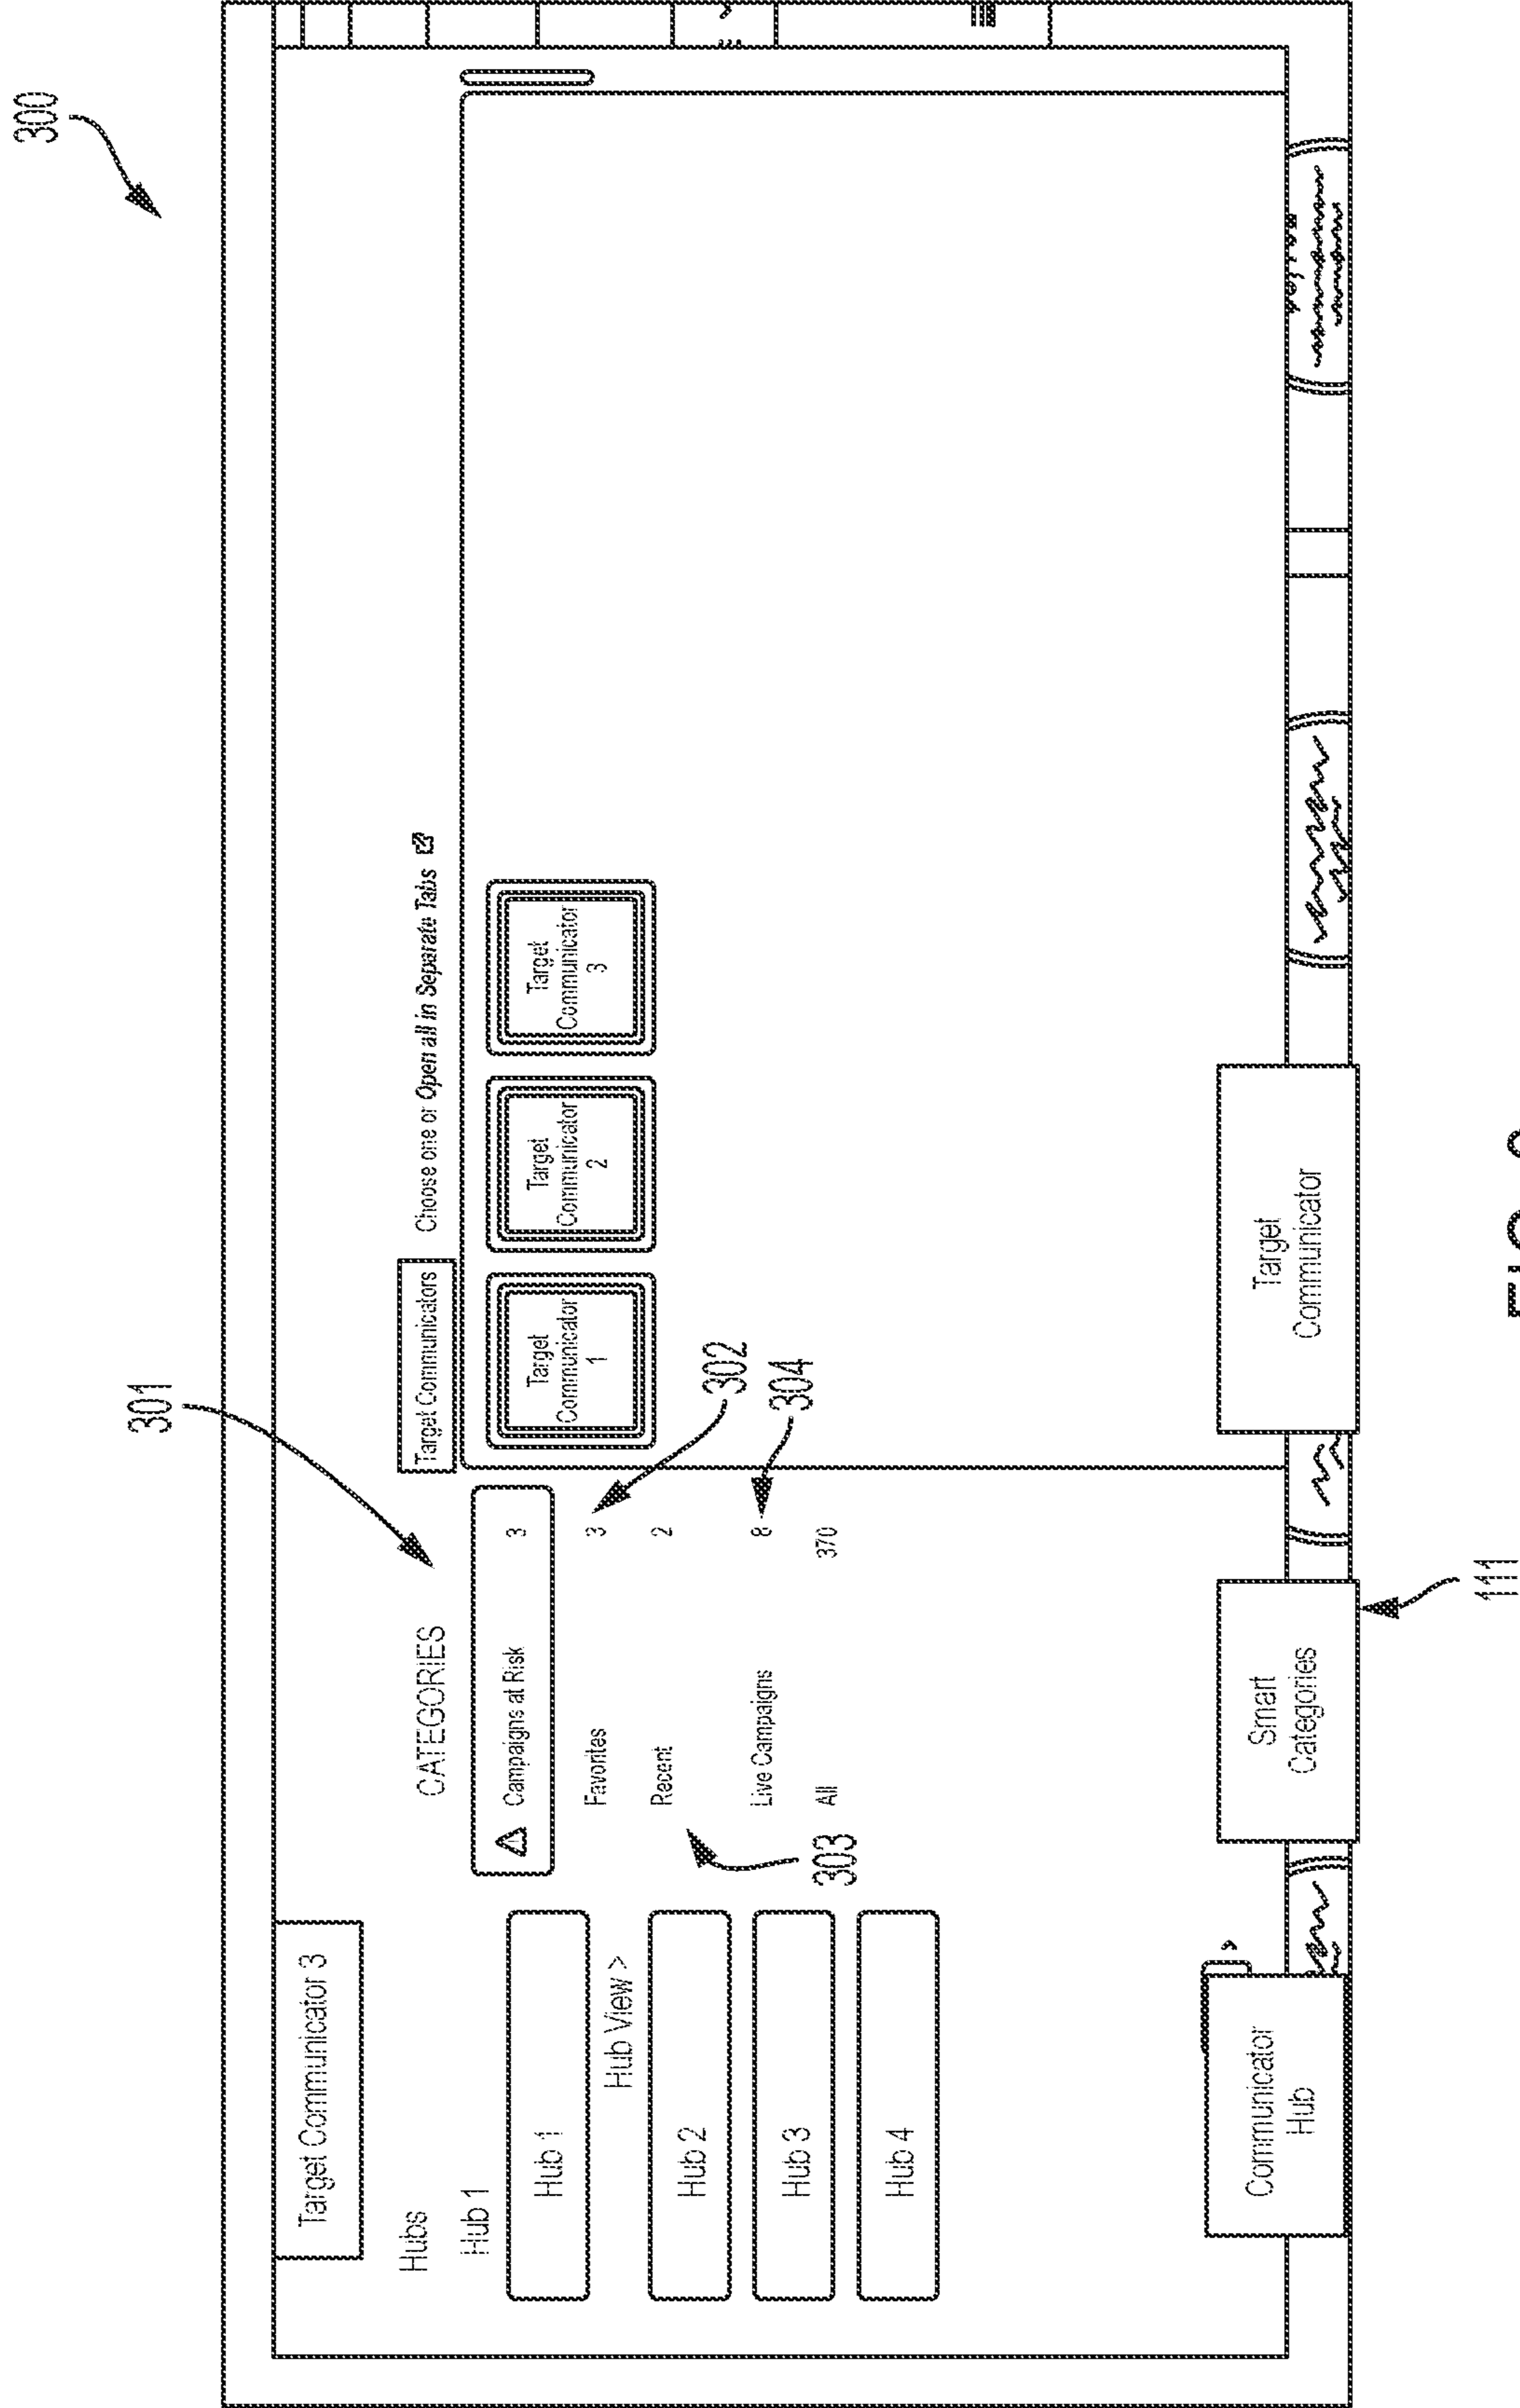 300
Target Communicator 3
Hubs
Hub 1
Hub 1
Hub View >
Hub 2
Hub 3
Hub 4
301
CATEGORIES
Campaigns at Risk 3
Favorites 3
302
Recent 2
303
Live Campaigns 8
304
All 370
Target Communicators
Choose one or Open all in Separate Tabs
Target
Communicator
1
Target
Communicator
2
Target
Communicator
3
Communicator
Hub
Smart
Categories
Target
Communicator
111